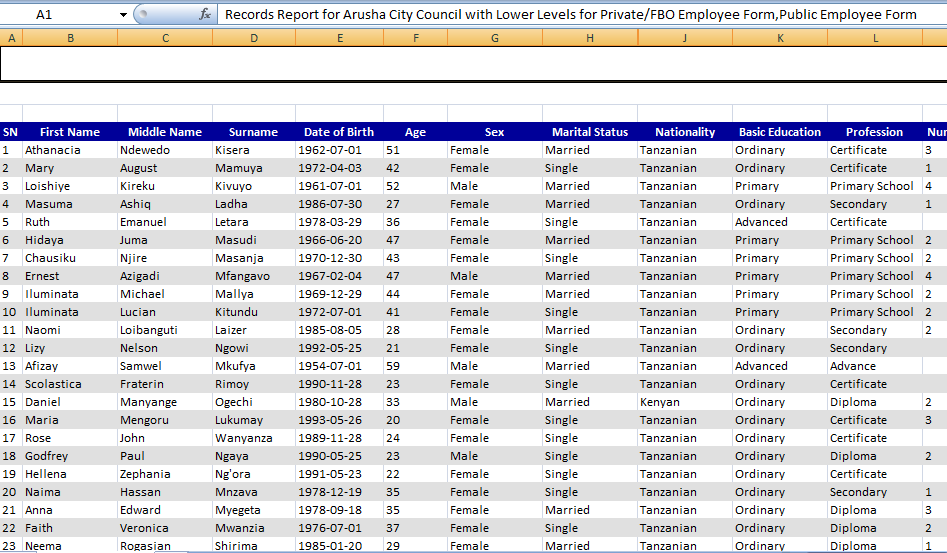 A1 fx Records Report for Arusha City Council with Lower Levels for Private/FBO Employee Form,Public Employee Form
A B C D E F G H I J K L
SN First Name Middle Name Surname Date of Birth Age Sex Marital Status Nationality Basic Education Profession Nur
1 Athanacia Ndewedo Kisera 1962-07-01 51 Female Married Tanzanian Ordinary Certificate 3
2 Mary August Mamuya 1972-04-03 42 Female Single Tanzanian Ordinary Certificate 1
3 Loishiye Kireku Kivuyo 1961-07-01 52 Male Married Tanzanian Primary Primary School 4
4 Masuma Ashiq Ladha 1986-07-30 27 Female Married Tanzanian Ordinary Secondary 1
5 Ruth Emanuel Letara 1978-03-29 36 Female Single Tanzanian Advanced Certificate
6 Hidaya Juma Masudi 1966-06-20 47 Female Married Tanzanian Primary Primary School 2
7 Chausiku Njire Masanja 1970-12-30 43 Female Single Tanzanian Primary Primary School 2
8 Ernest Azigadi Mfangavo 1967-02-04 47 Male Married Tanzanian Primary Primary School 4
9 Iluminata Michael Mallya 1969-12-29 44 Female Married Tanzanian Primary Primary School 2
10 Iluminata Lucian Kitundu 1972-07-01 41 Female Single Tanzanian Primary Primary School 2
11 Naomi Loibanguti Laizer 1985-08-05 28 Female Married Tanzanian Ordinary Secondary 2
12 Lizy Nelson Ngowi 1992-05-25 21 Female Single Tanzanian Ordinary Secondary
13 Afizay Samwel Mkufya 1954-07-01 59 Male Married Tanzanian Advanced Advance
14 Scolastica Fraterin Rimoy 1990-11-28 23 Female Single Tanzanian Ordinary Certificate
15 Daniel Manyange Ogechi 1980-10-28 33 Male Married Kenyan Ordinary Diploma 2
16 Maria Mengoru Lukumay 1993-05-26 20 Female Single Tanzanian Ordinary Certificate 3
17 Rose John Wanyanza 1989-11-28 24 Female Single Tanzanian Ordinary Certificate
18 Godfrey Paul Ngaya 1990-05-25 23 Male Single Tanzanian Ordinary Diploma 2
19 Hellena Zephania Ng'ora 1991-05-23 22 Female Single Tanzanian Ordinary Certificate
20 Naima Hassan Mnzava 1978-12-19 35 Female Single Tanzanian Ordinary Secondary 1
21 Anna Edward Myegeta 1978-09-18 35 Female Married Tanzanian Ordinary Diploma 3
22 Faith Veronica Mwanzia 1976-07-01 37 Female Single Tanzanian Ordinary Diploma 2
23 Neema Rogasian Shirima 1985-01-20 29 Female Married Tanzanian Ordinary Diploma 1